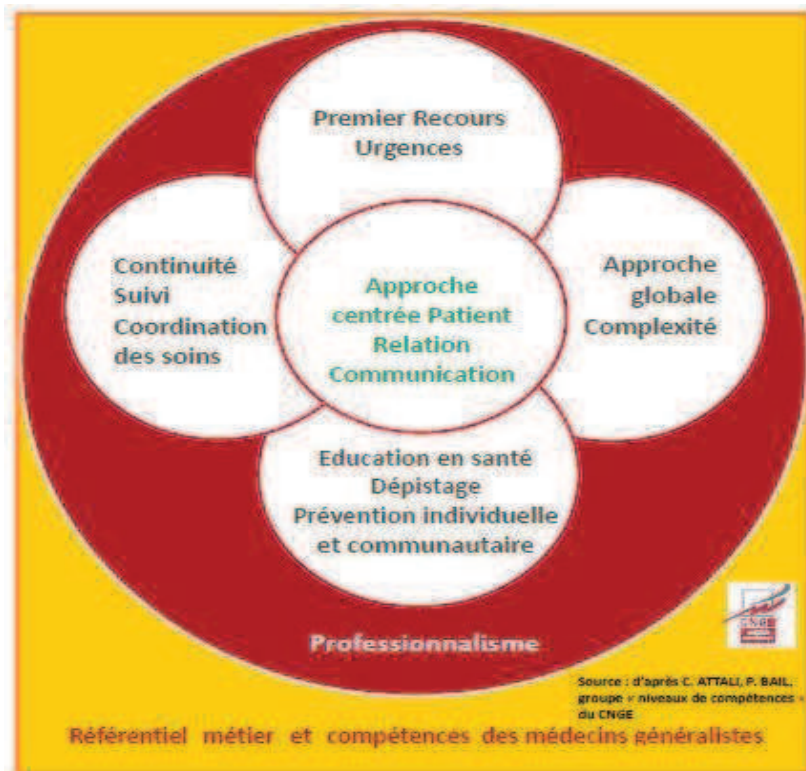 Premier Recours
Urgences
Continuité
Suivi
Coordination
des soins
Approche
centrée Patient
Relation
Communication
Approche
globale
Complexité
Education en santé
Dépistage
Prévention individuelle
et communautaire
Professionnalisme
CNGE
Source : d'après C. ATTALI, P. BAIL,
groupe « niveaux de compétences »
du CNGE
Référentiel métier et compétences des médecins généralistes